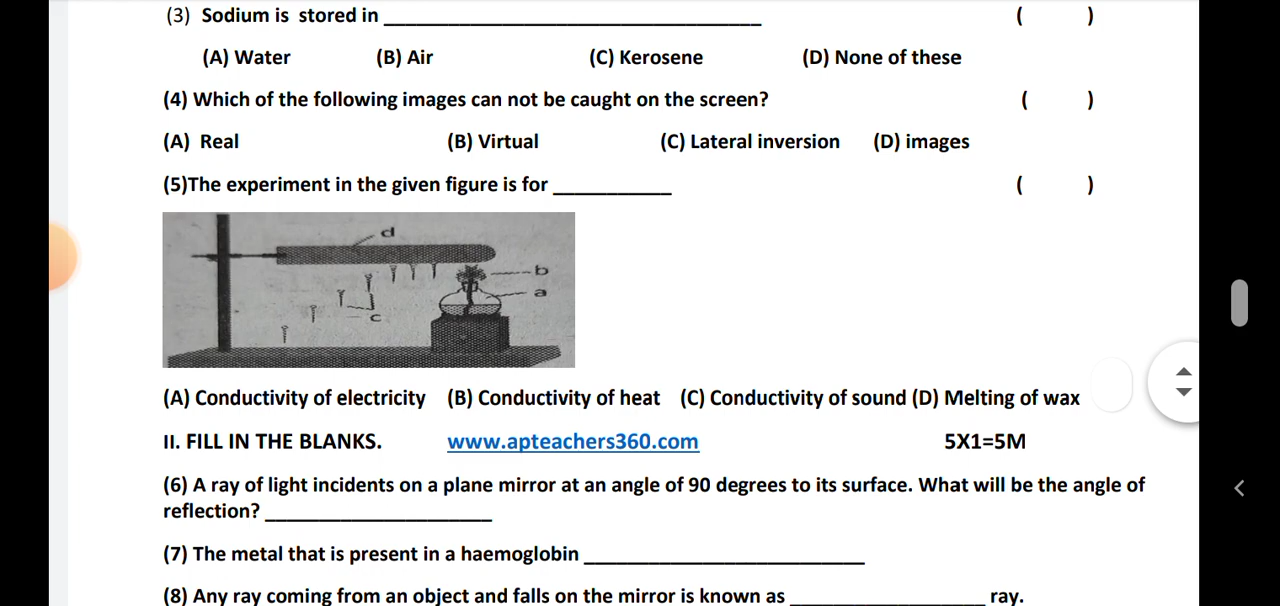 (3) Sodium is stored in ___________________________________ ( )
(A) Water (B) Air (C) Kerosene (D) None of these
(4) Which of the following images can not be caught on the screen? ( )
(A) Real (B) Virtual (C) Lateral inversion (D) images
(5)The experiment in the given figure is for ___________ ( )
d
b
a
c
(A) Conductivity of electricity (B) Conductivity of heat (C) Conductivity of sound (D) Melting of wax
II. FILL IN THE BLANKS. www.apteachers360.com 5X1=5M
(6) A ray of light incidents on a plane mirror at an angle of 90 degrees to its surface. What will be the angle of
reflection? _____________________
(7) The metal that is present in a haemoglobin __________________________
(8) Any ray coming from an object and falls on the mirror is known as __________________ ray.